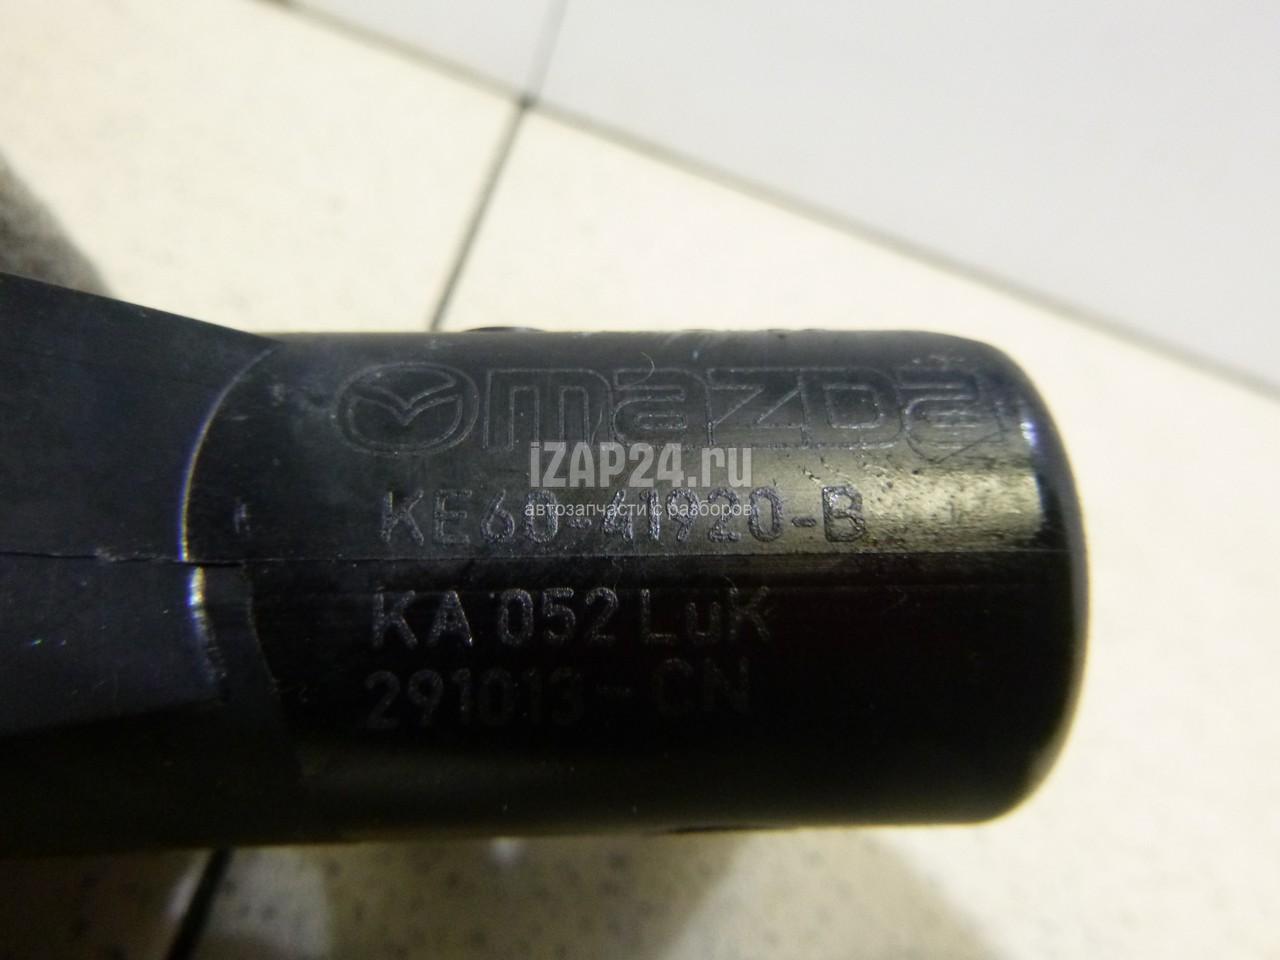 mazda
iZAP24.ru
KE60-41920-B
автозапчасти с разборов
KA 052 LuK
291013-CN